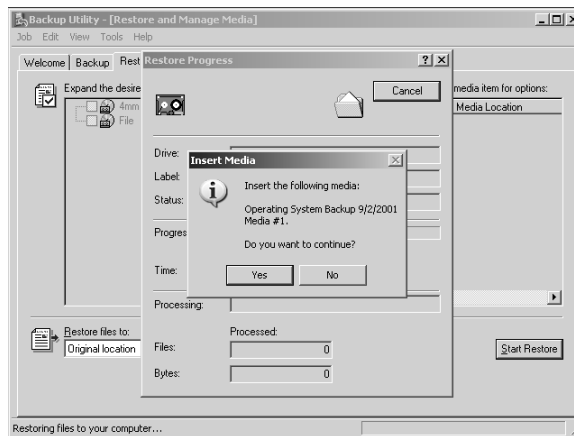 Backup Utility - [Restore and Manage Media]
Job Edit View Tools Help
Welcome Backup Rest
Restore Progress
Expand the desire
Cancel
media item for options:
4mm
Media Location
File
Drive:
Insert Media
Label:
Insert the following media:
Status:
Operating System Backup 9/2/2001
Media #1.
Progres
Do you want to continue?
Time:
Yes No
Processing:
Restore files to:
Processed:
Original location
Files: 0
Start Restore
Bytes: 0
Restoring files to your computer...